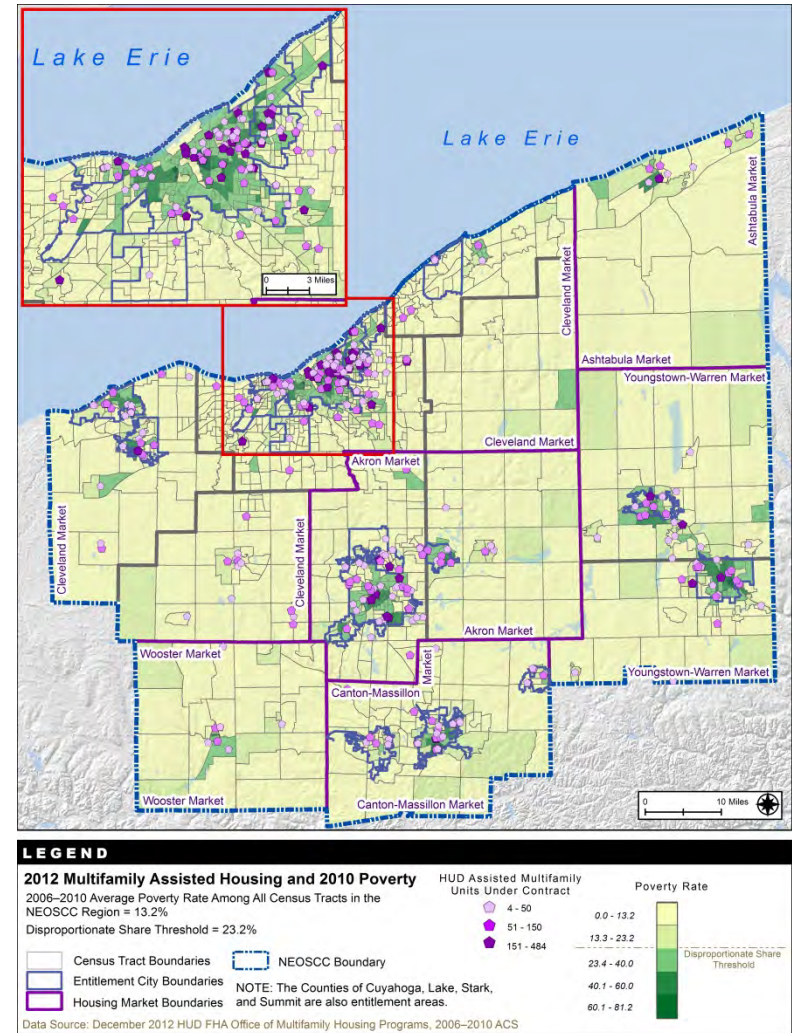 Lake Erie
0 3 Miles
Lake Erie
Ashtabula Market
Cleveland Market
Ashtabula Market
Youngstown-Warren Market
Cleveland Market
Akron Market
Cleveland Market
Cleveland Market
Akron Market
Wooster Market
Market
Canton-Massillon
Youngstown-Warren Market
Wooster Market
Canton-Massillon Market
0 10 Miles
LEGEND
2012 Multifamily Assisted Housing and 2010 Poverty
2006–2010 Average Poverty Rate Among All Census Tracts in the
NEOSCC Region = 13.2%
Disproportionate Share Threshold = 23.2%
Census Tract Boundaries
Entitlement City Boundaries
Housing Market Boundaries
NEOSCC Boundary
NOTE: The Counties of Cuyahoga, Lake, Stark,
and Summit are also entitlement areas.
HUD Assisted Multifamily
Units Under Contract
4 - 50
51 - 150
151 - 484
Poverty Rate
0.0 - 13.2
13.3 - 23.2
Disproportionate Share
Threshold
23.4 - 40.0
40.1 - 60.0
60.1 - 81.2
Data Source: December 2012 HUD FHA Office of Multifamily Housing Programs, 2006–2010 ACS